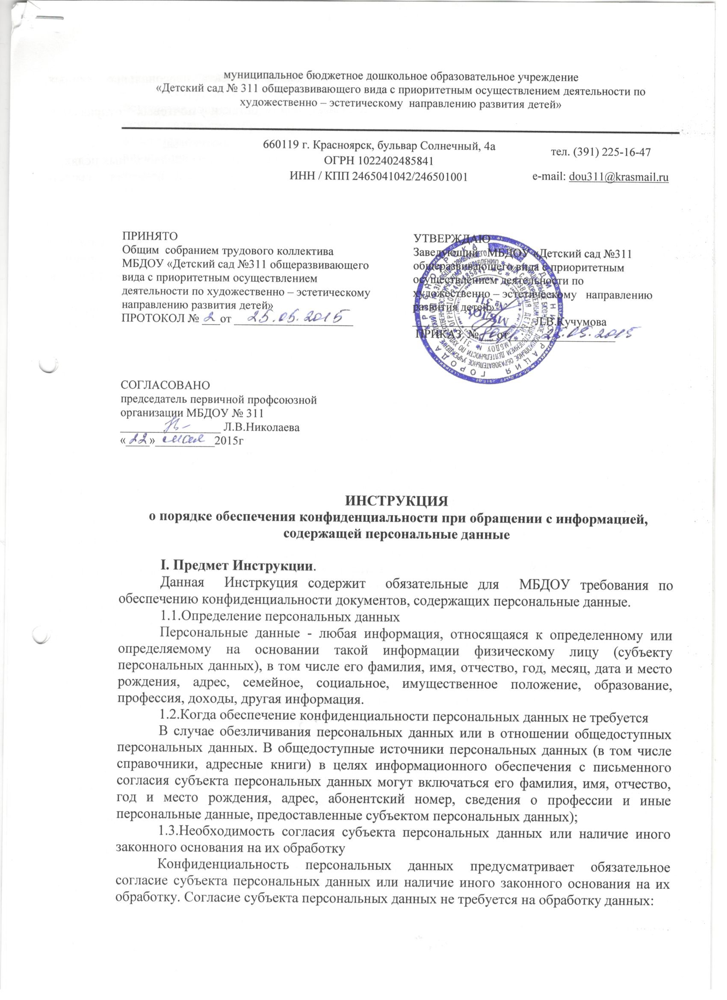 муниципальное бюджетное дошкольное образовательное учреждение
«Детский сад № 311 общеразвивающего вида с приоритетным осуществлением деятельности по
художественно – эстетическому направлению развития детей»
660119 г. Красноярск, бульвар Солнечный, 4а
ОГРН 1022402485841
ИНН / КПП 2465041042/246501001
тел. (391) 225-16-47
e-mail: dou311@krasmail.ru
ПРИНЯТО
Общим собранием трудового коллектива
МБДОУ «Детский сад №311 общеразвивающего
вида с приоритетным осуществлением
деятельности по художественно – эстетическому
направлению развития детей»
ПРОТОКОЛ № 2 от 25.05.2015
УТВЕРЖДАЮ
Заведующий МБДОУ «Детский сад №311
общеразвивающего вида с приоритетным
осуществлением деятельности по
художественно – эстетическому направлению
развития детей»
Л.В.Кучумова
ПРИКАЗ № от 25.05.2015
МБДОУ
№ 311
СОГЛАСОВАНО
председатель первичной профсоюзной
организации МБДОУ № 311
Л.В.Николаева
«22» мая 2015г
ИНСТРУКЦИЯ
о порядке обеспечения конфиденциальности при обращении с информацией,
содержащей персональные данные
I. Предмет Инструкции.
Данная Инстркуция содержит обязательные для МБДОУ требования по
обеспечению конфиденциальности документов, содержащих персональные данные.
1.1.Определение персональных данных
Персональные данные - любая информация, относящаяся к определенному или
определяемому на основании такой информации физическому лицу (субъекту
персональных данных), в том числе его фамилия, имя, отчество, год, месяц, дата и место
рождения, адрес, семейное, социальное, имущественное положение, образование,
профессия, доходы, другая информация.
1.2.Когда обеспечение конфиденциальности персональных данных не требуется
В случае обезличивания персональных данных или в отношении общедоступных
персональных данных. В общедоступные источники персональных данных (в том числе
справочники, адресные книги) в целях информационного обеспечения с письменного
согласия субъекта персональных данных могут включаться его фамилия, имя, отчество,
год и место рождения, адрес, абонентский номер, сведения о профессии и иные
персональные данные, предоставленные субъектом персональных данных);
1.3.Необходимость согласия субъекта персональных данных или наличие иного
законного основания на их обработку
Конфиденциальность персональных данных предусматривает обязательное
согласие субъекта персональных данных или наличие иного законного основания на их
обработку. Согласие субъекта персональных данных не требуется на обработку данных: